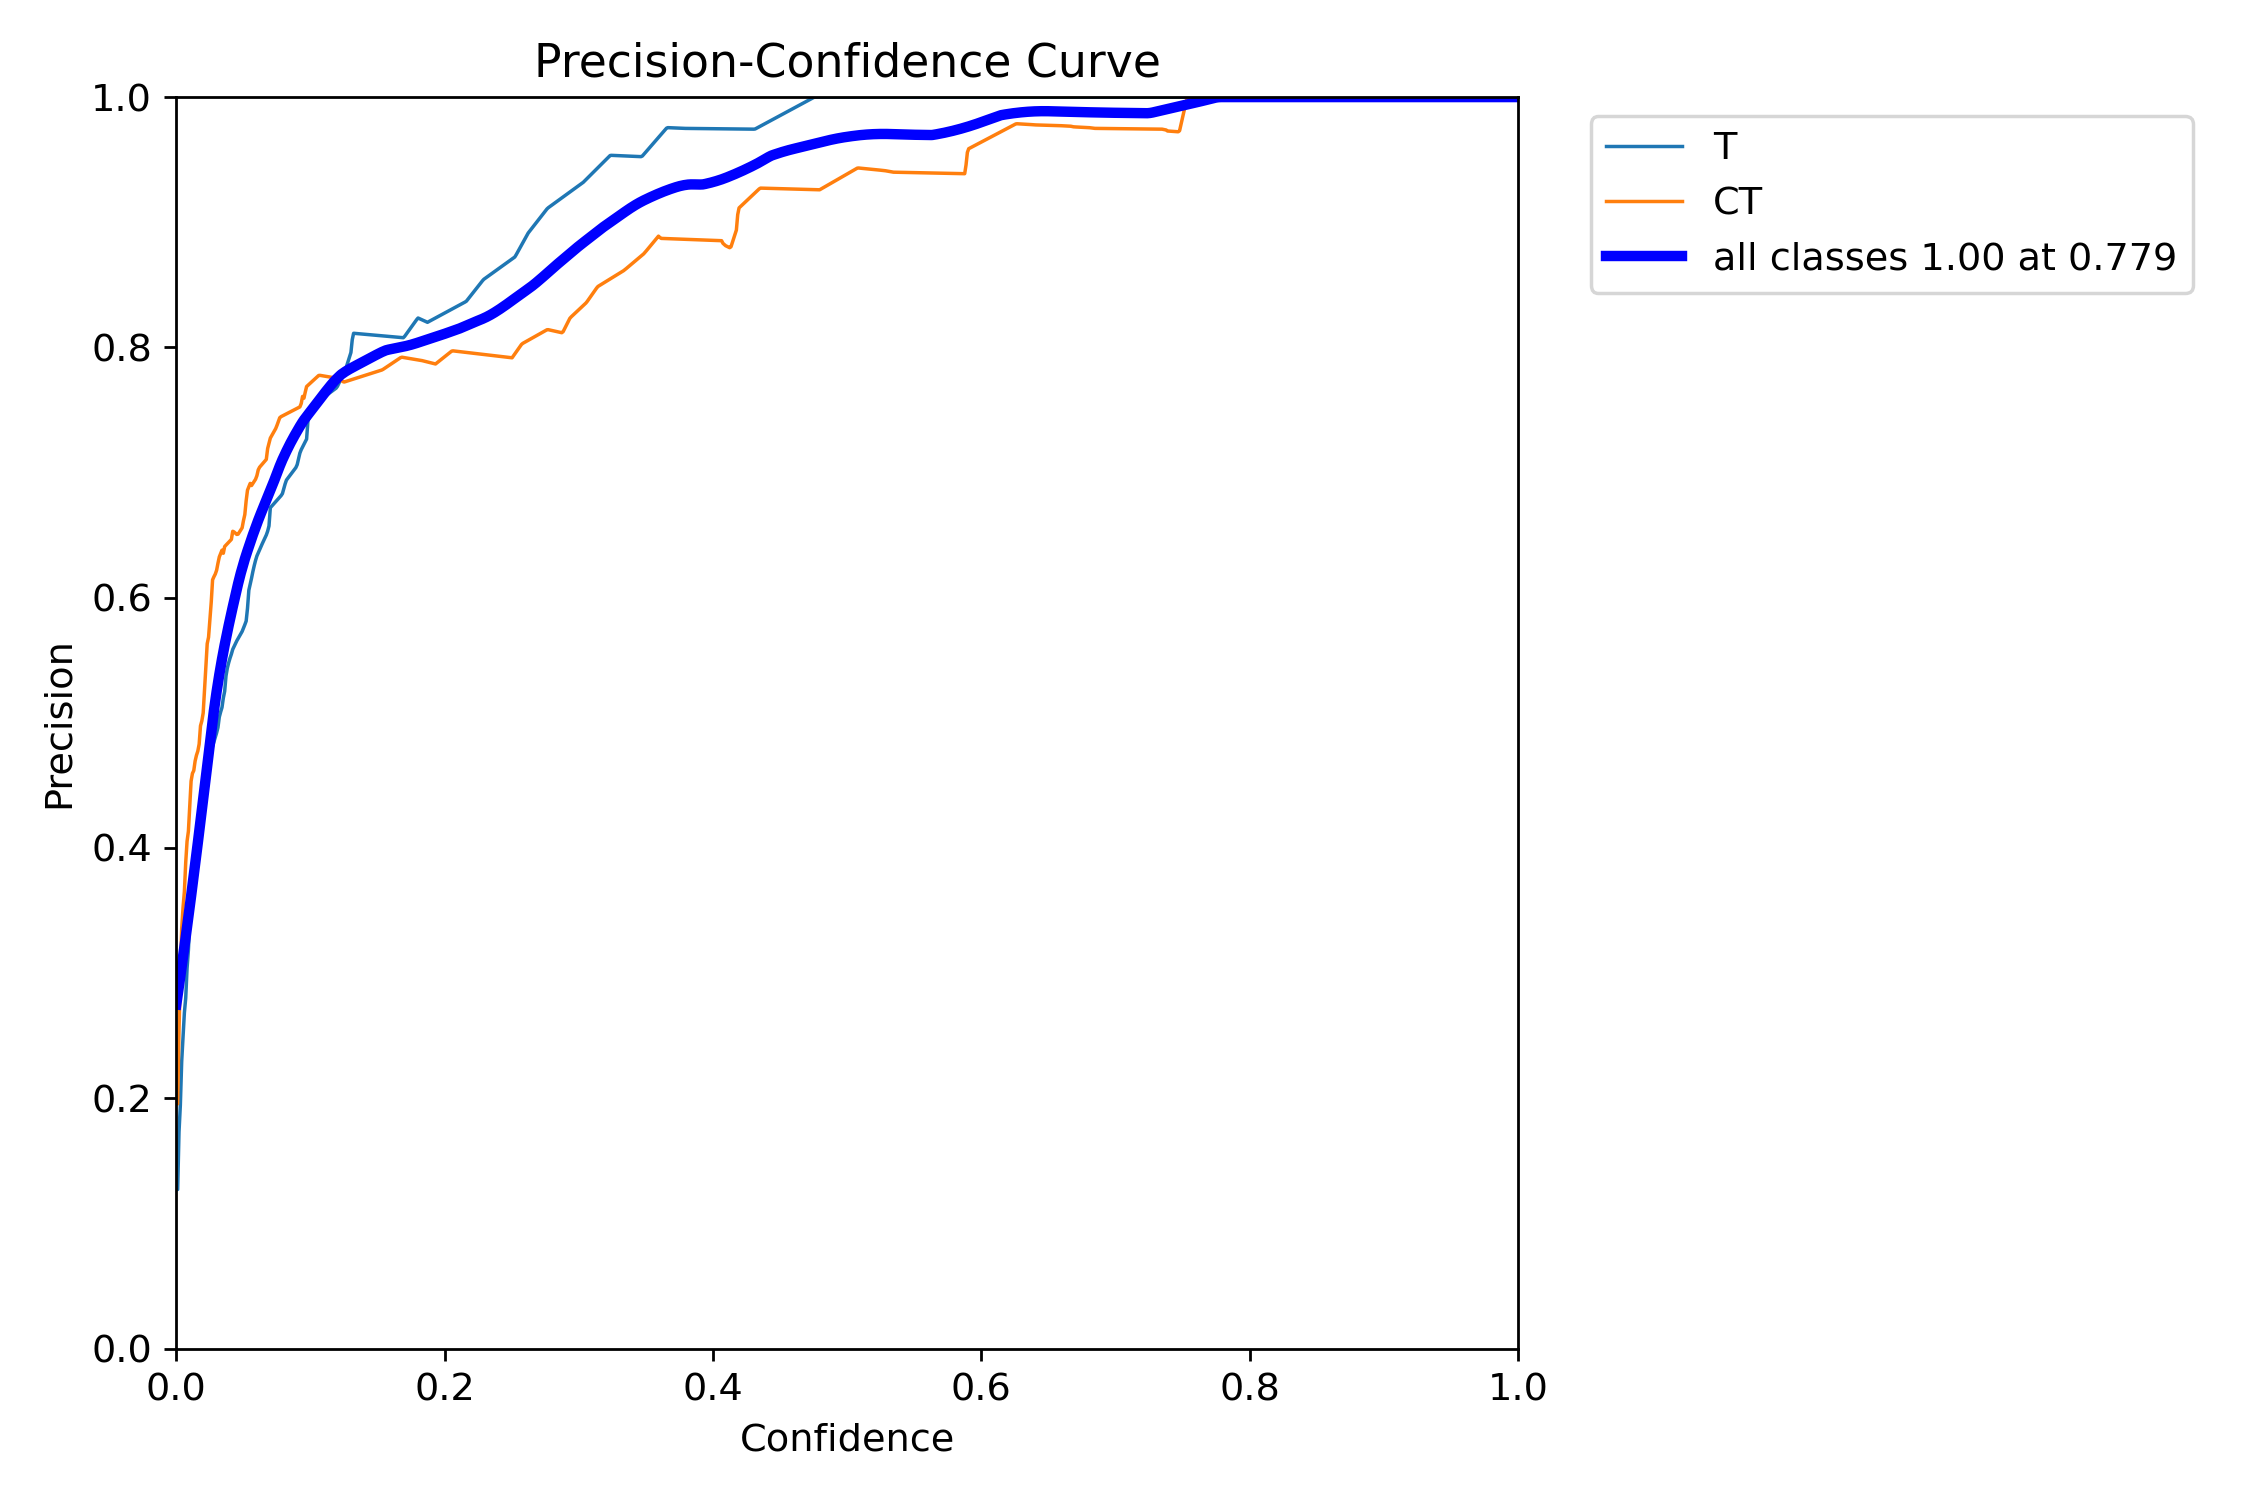 Precision-Confidence Curve
1.0
0.8
0.6
0.4
0.2
0.0
Precision
0.0 0.2 0.4 0.6 0.8 1.0
Confidence
T
CT
all classes 1.00 at 0.779